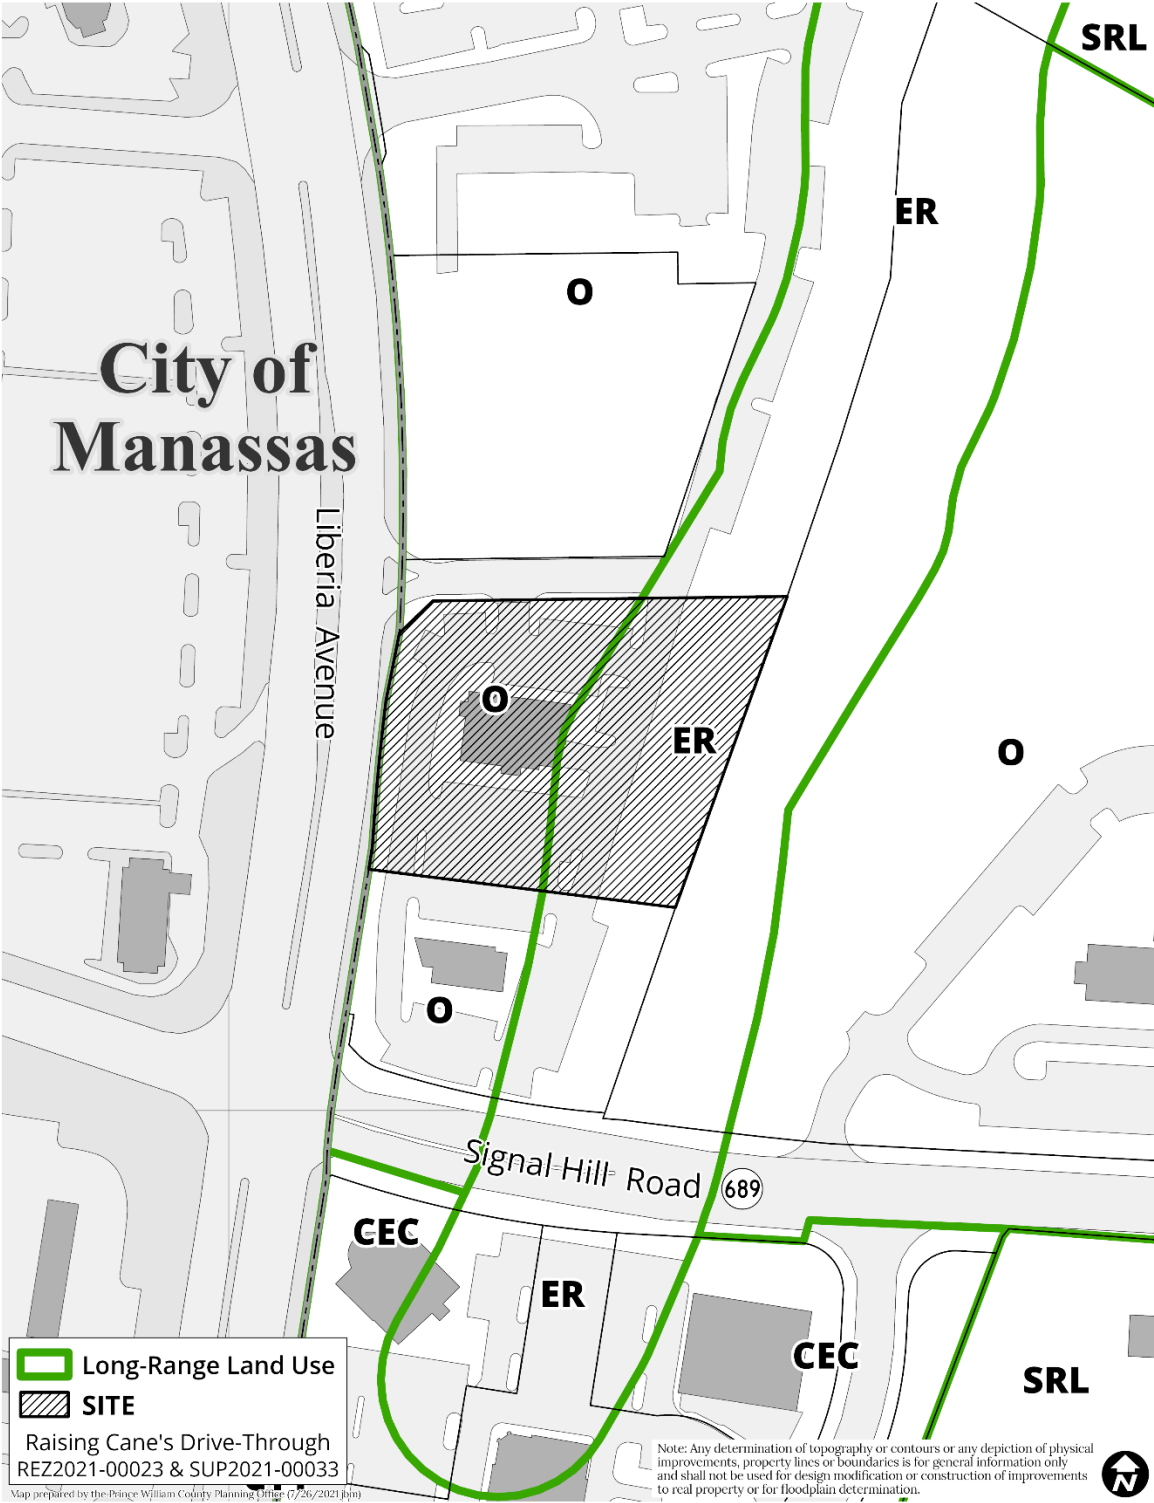 SRL
ER
O
City of
Manassas
Liberia Avenue
O
ER
O
O
Signal Hill Road
689
CEC
ER
CEC
SRL
Long-Range Land Use
SITE
Raising Cane's Drive-Through
REZ2021-00023 & SUP2021-00033
Map prepared by the Prince William County Planning Office (7/26/2021 jbm)
Note: Any determination of topography or contours or any depiction of physical
improvements, property lines or boundaries is for general information only
and shall not be used for design modification or construction of improvements
to real property or for floodplain determination.
N